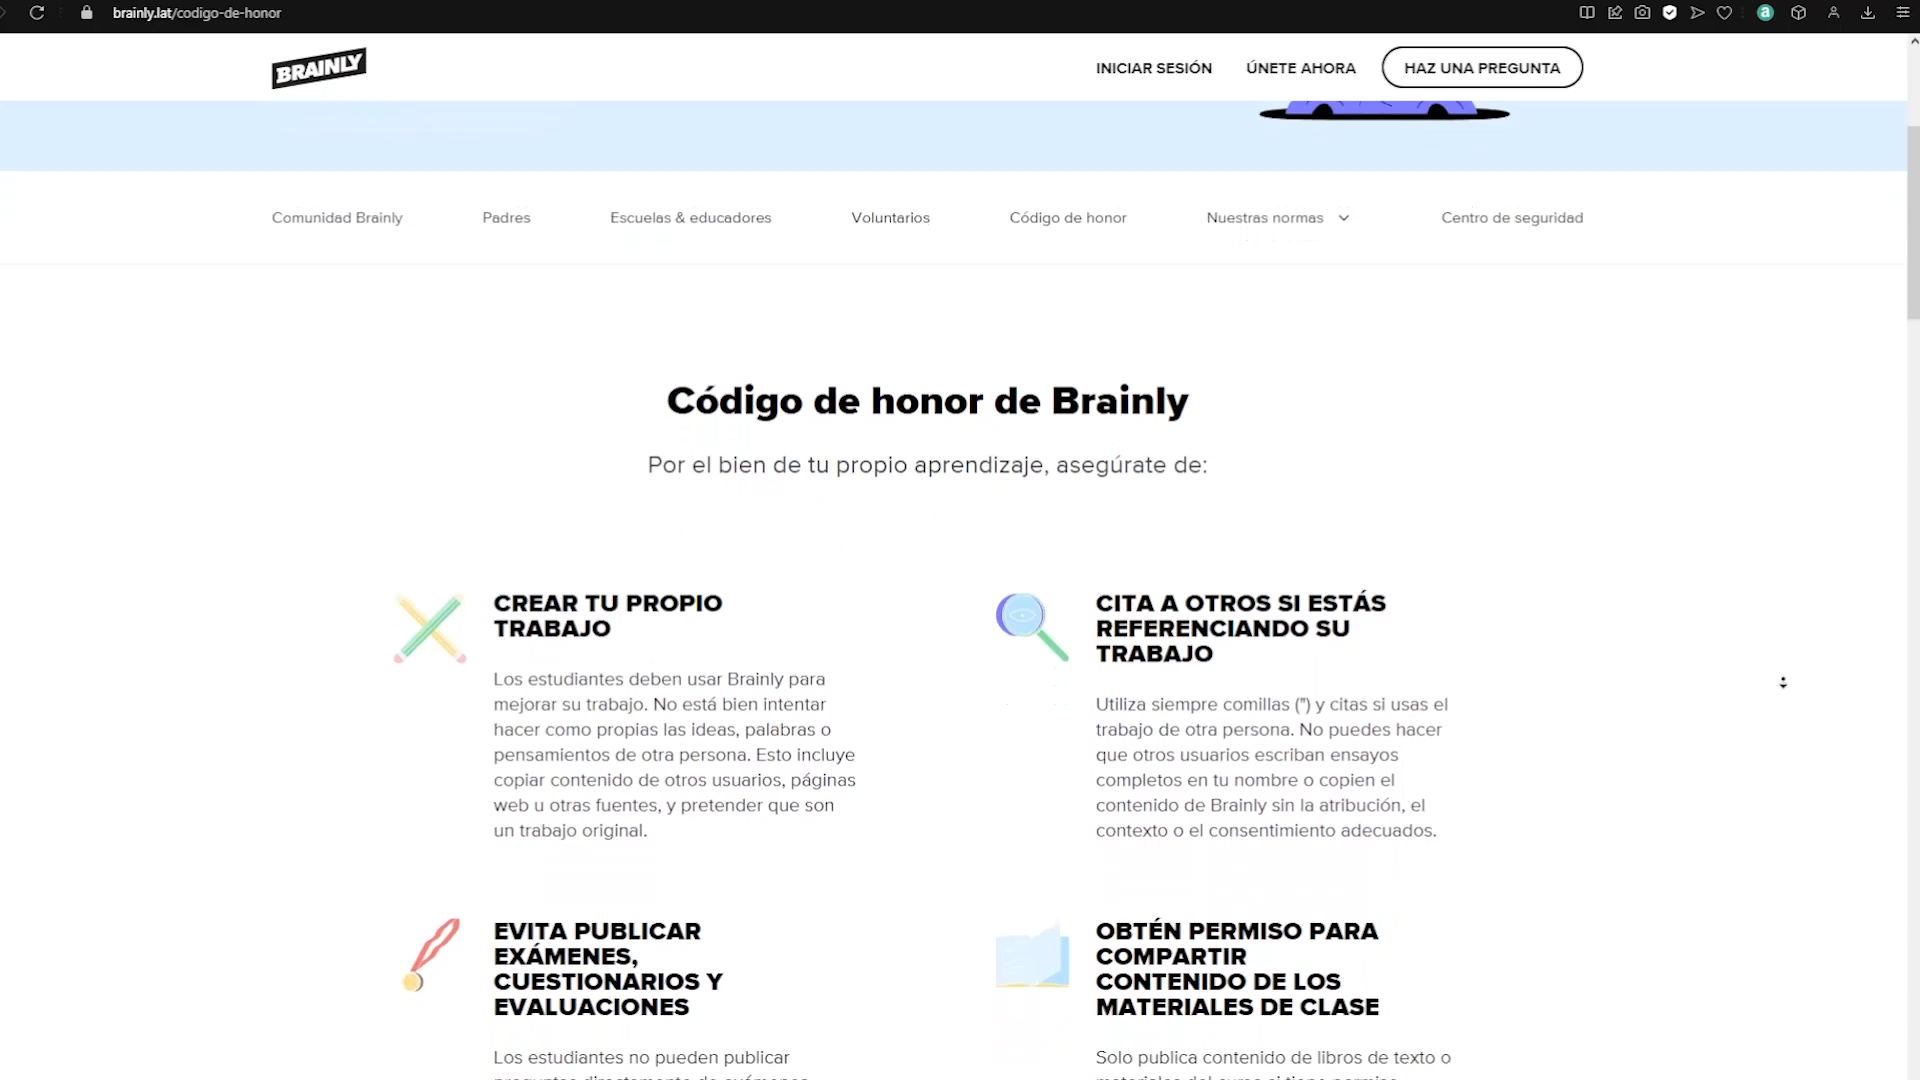 brainly.lat/codigo-de-honor
BRAINLY
INICIAR SESIÓN
ÚNETE AHORA
HAZ UNA PREGUNTA
Comunidad Brainly
Padres
Escuelas & educadores
Voluntarios
Código de honor
Nuestras normas
Centro de seguridad
Código de honor de Brainly
Por el bien de tu propio aprendizaje, asegúrate de:
CREAR TU PROPIO
TRABAJO
Los estudiantes deben usar Brainly para
mejorar su trabajo. No está bien intentar
hacer como propias las ideas, palabras o
pensamientos de otra persona. Esto incluye
copiar contenido de otros usuarios, páginas
web u otras fuentes, y pretender que son
un trabajo original.
CITA A OTROS SI ESTÁS
REFERENCIANDO SU
TRABAJO
Utiliza siempre comillas (") y citas si usas el
trabajo de otra persona. No puedes hacer
que otros usuarios escriban ensayos
completos en tu nombre o copien el
contenido de Brainly sin la atribución, el
contexto o el consentimiento adecuados.
EVITA PUBLICAR
EXÁMENES,
CUESTIONARIOS Y
EVALUACIONES
Los estudiantes no pueden publicar
OBTÉN PERMISO PARA
COMPARTIR
CONTENIDO DE LOS
MATERIALES DE CLASE
Solo publica contenido de libros de texto o